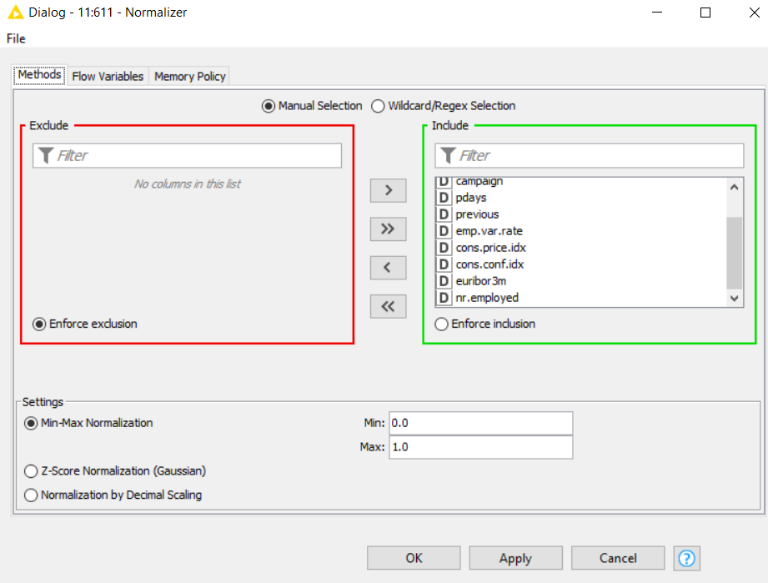 Dialog - 11:611 - Normalizer
File
Methods Flow Variables Memory Policy
Manual Selection Wildcard/Regex Selection
Exclude
Filter
No columns in this list
Enforce exclusion
>
>>
<
<<
Include
Filter
D campaign
D pdays
D previous
D emp.var.rate
D cons.price.idx
D cons.conf.idx
D euribor3m
D nr.employed
Enforce inclusion
Settings
Min-Max Normalization Min: 0.0
Max: 1.0
Z-Score Normalization (Gaussian)
Normalization by Decimal Scaling
OK Apply Cancel ?